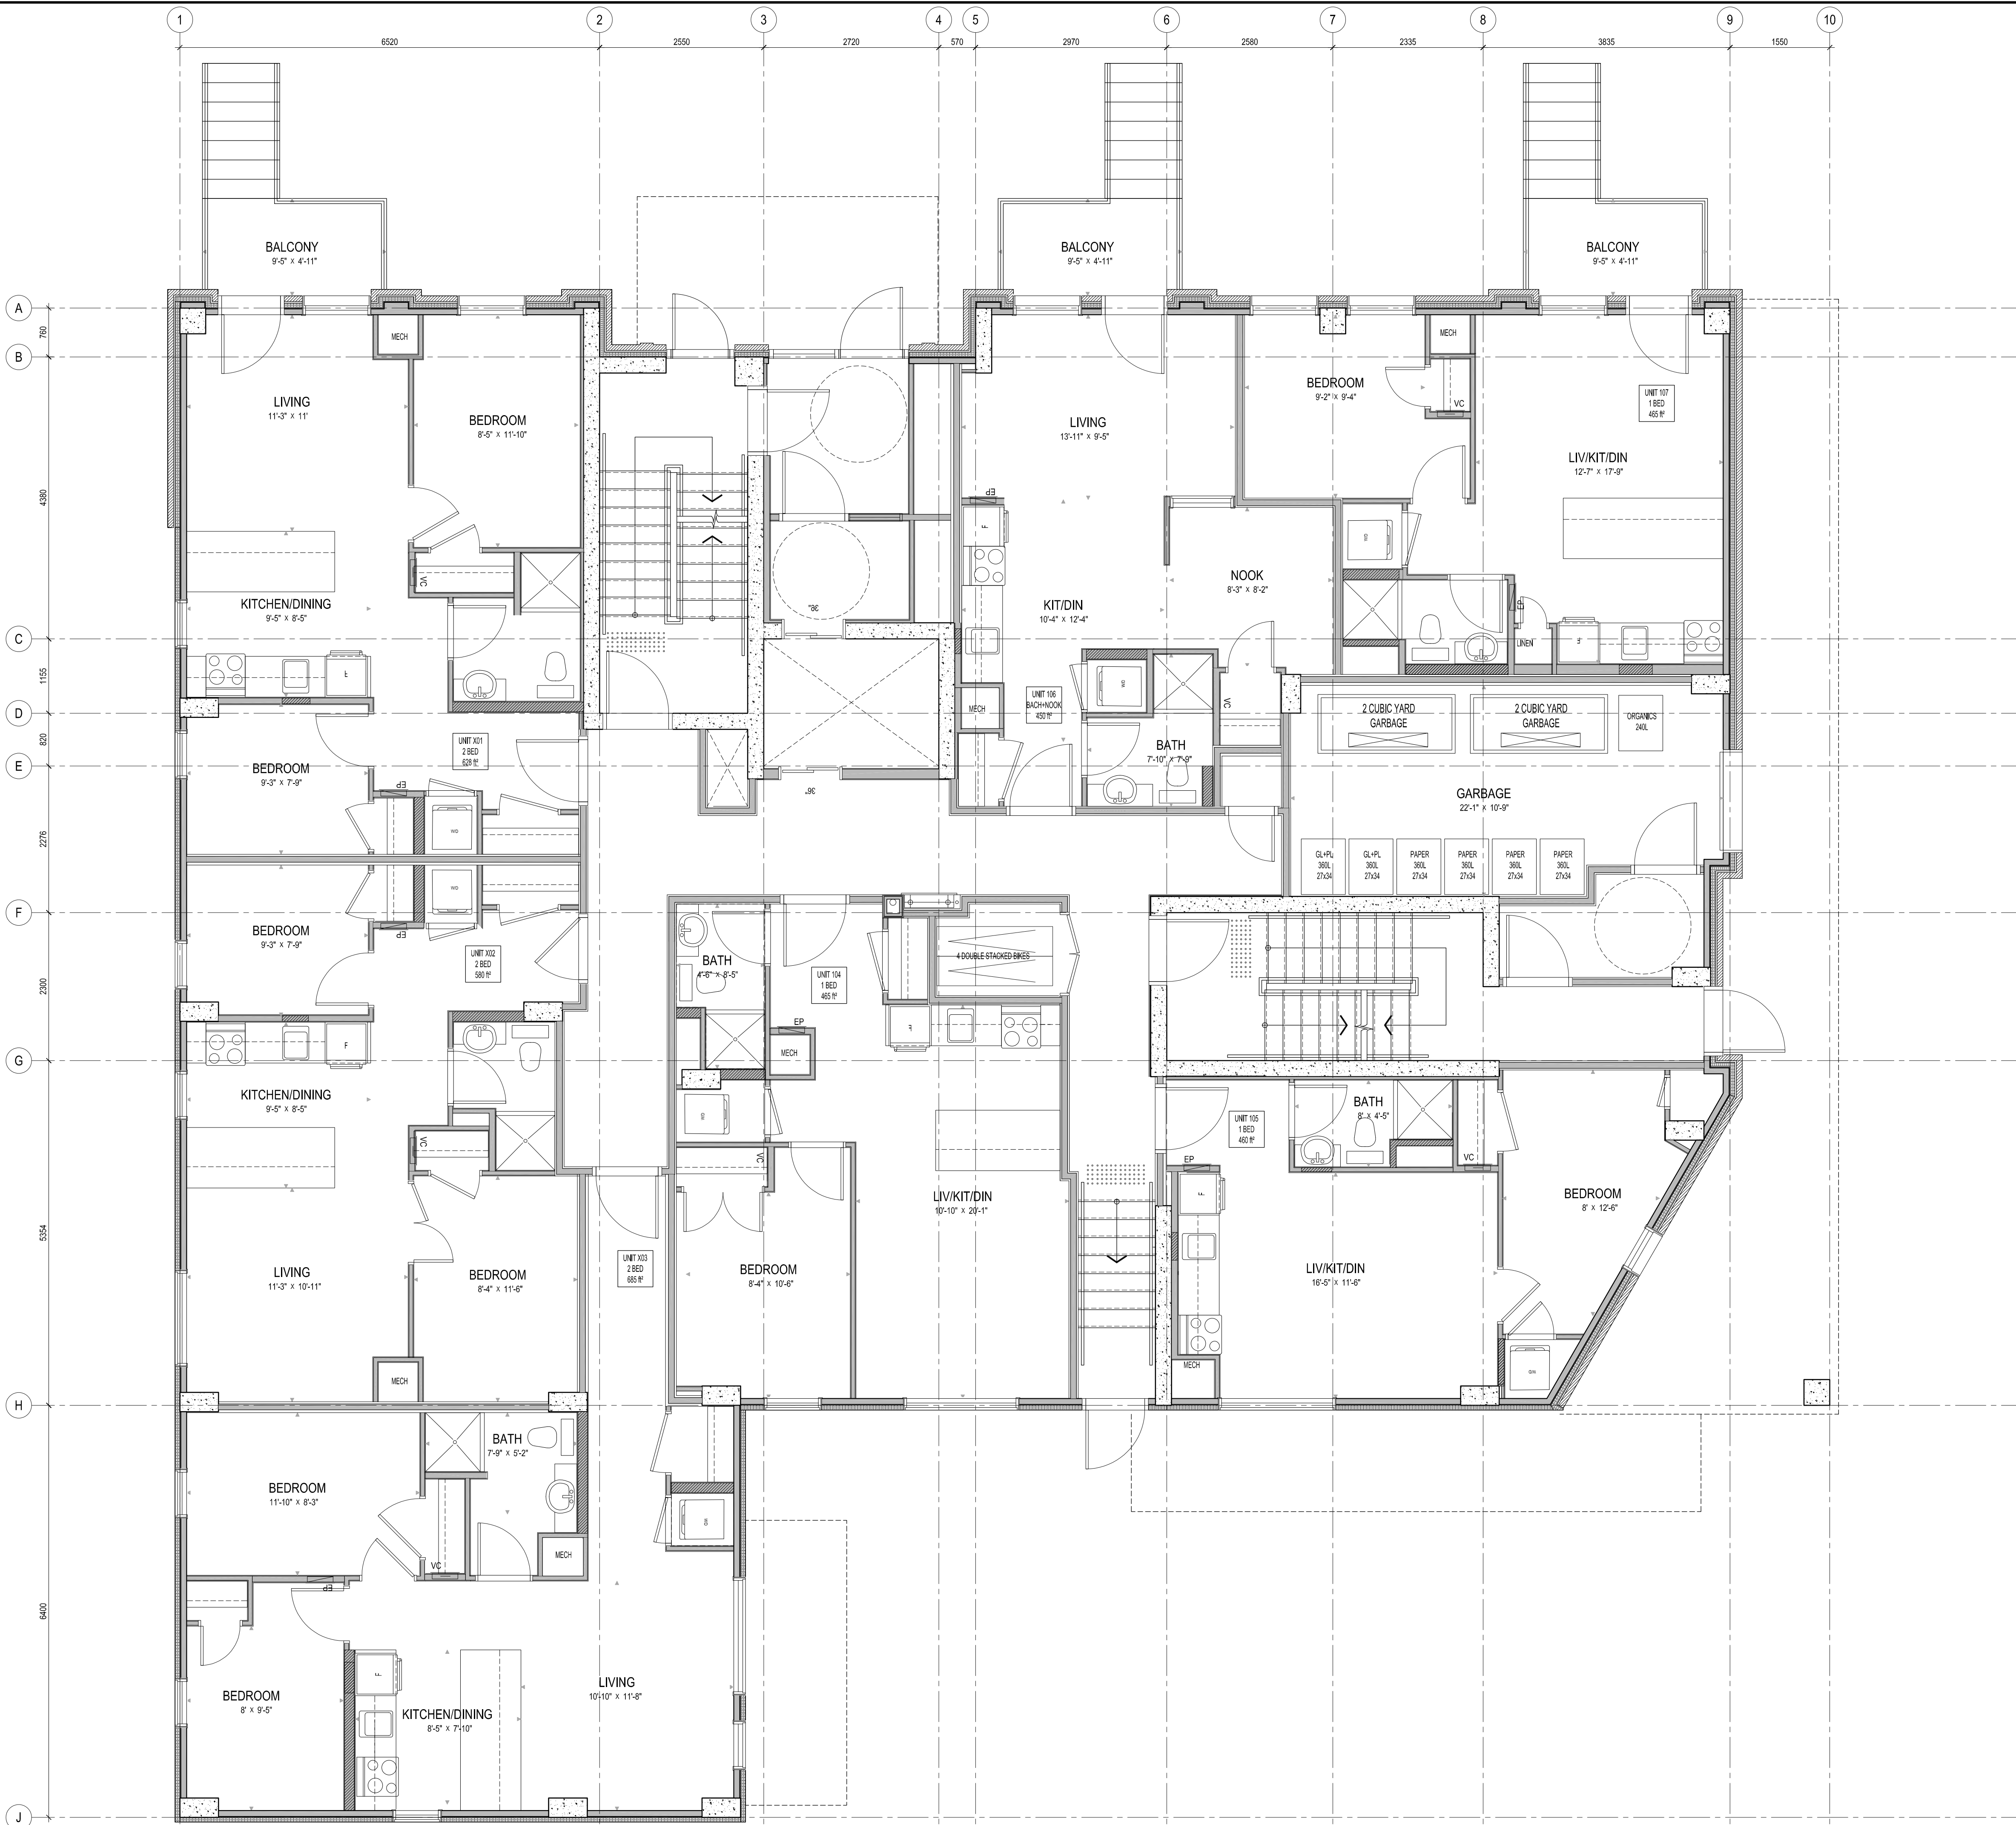 1
2
3
4
5
6
7
8
9
10
6520
2550
2720
570
2970
2580
2335
3835
1550
A
B
C
D
E
F
G
H
J
760
4380
1155
820
2276
2300
5354
6400
BALCONY
9'-5" X 4'-11"
BALCONY
9'-5" X 4'-11"
BALCONY
9'-5" X 4'-11"
MECH
LIVING
11'-3" X 11'
BEDROOM
8'-5" X 11'-10"
VC
KITCHEN/DINING
9'-5" X 8'-5"
F
36"
36"
LIVING
13'-11" X 9'-5"
EP
F
KIT/DIN
10'-4" X 12'-4"
NOOK
8'-3" X 8'-2"
BEDROOM
9'-2" X 9'-4"
MECH
VC
UNIT 107
1 BED
465 ft²
LIV/KIT/DIN
12'-7" X 17'-9"
WD
EP
LINEN
F
MECH
UNIT 106
BACH+NOOK
450 ft²
WD
VC
BATH
7'-10" X 7'-9"
2 CUBIC YARD
GARBAGE
2 CUBIC YARD
GARBAGE
ORGANICS
240L
GARBAGE
22'-1" X 10'-9"
GL+PL
360L
27x34
GL+PL
360L
27x34
PAPER
360L
27x34
PAPER
360L
27x34
PAPER
360L
27x34
PAPER
360L
27x34
UNIT X01
2 BED
628 ft²
BEDROOM
9'-3" X 7'-9"
EP
WD
WD
BEDROOM
9'-3" X 7'-9"
EP
UNIT X02
2 BED
580 ft²
F
KITCHEN/DINING
9'-5" X 8'-5"
VC
LIVING
11'-3" X 10'-11"
BEDROOM
8'-4" X 11'-6"
MECH
BATH
4'-6" X 8'-5"
UNIT 104
1 BED
465 ft²
4 DOUBLE STACKED BIKES
EP
MECH
F
WD
VC
LIV/KIT/DIN
10'-10" X 20'-1"
BEDROOM
8'-4" X 10'-6"
UNIT X03
2 BED
685 ft²
UNIT 105
1 BED
460 ft²
BATH
8' X 4'-5"
EP
VC
F
BEDROOM
8' X 12'-6"
LIV/KIT/DIN
16'-5" X 11'-6"
MECH
WD
BATH
7'-9" X 5'-2"
BEDROOM
11'-10" X 8'-3"
WD
MECH
VC
EP
F
LIVING
10'-10" X 11'-8"
BEDROOM
8' X 9'-5"
KITCHEN/DINING
8'-5" X 7'-10"